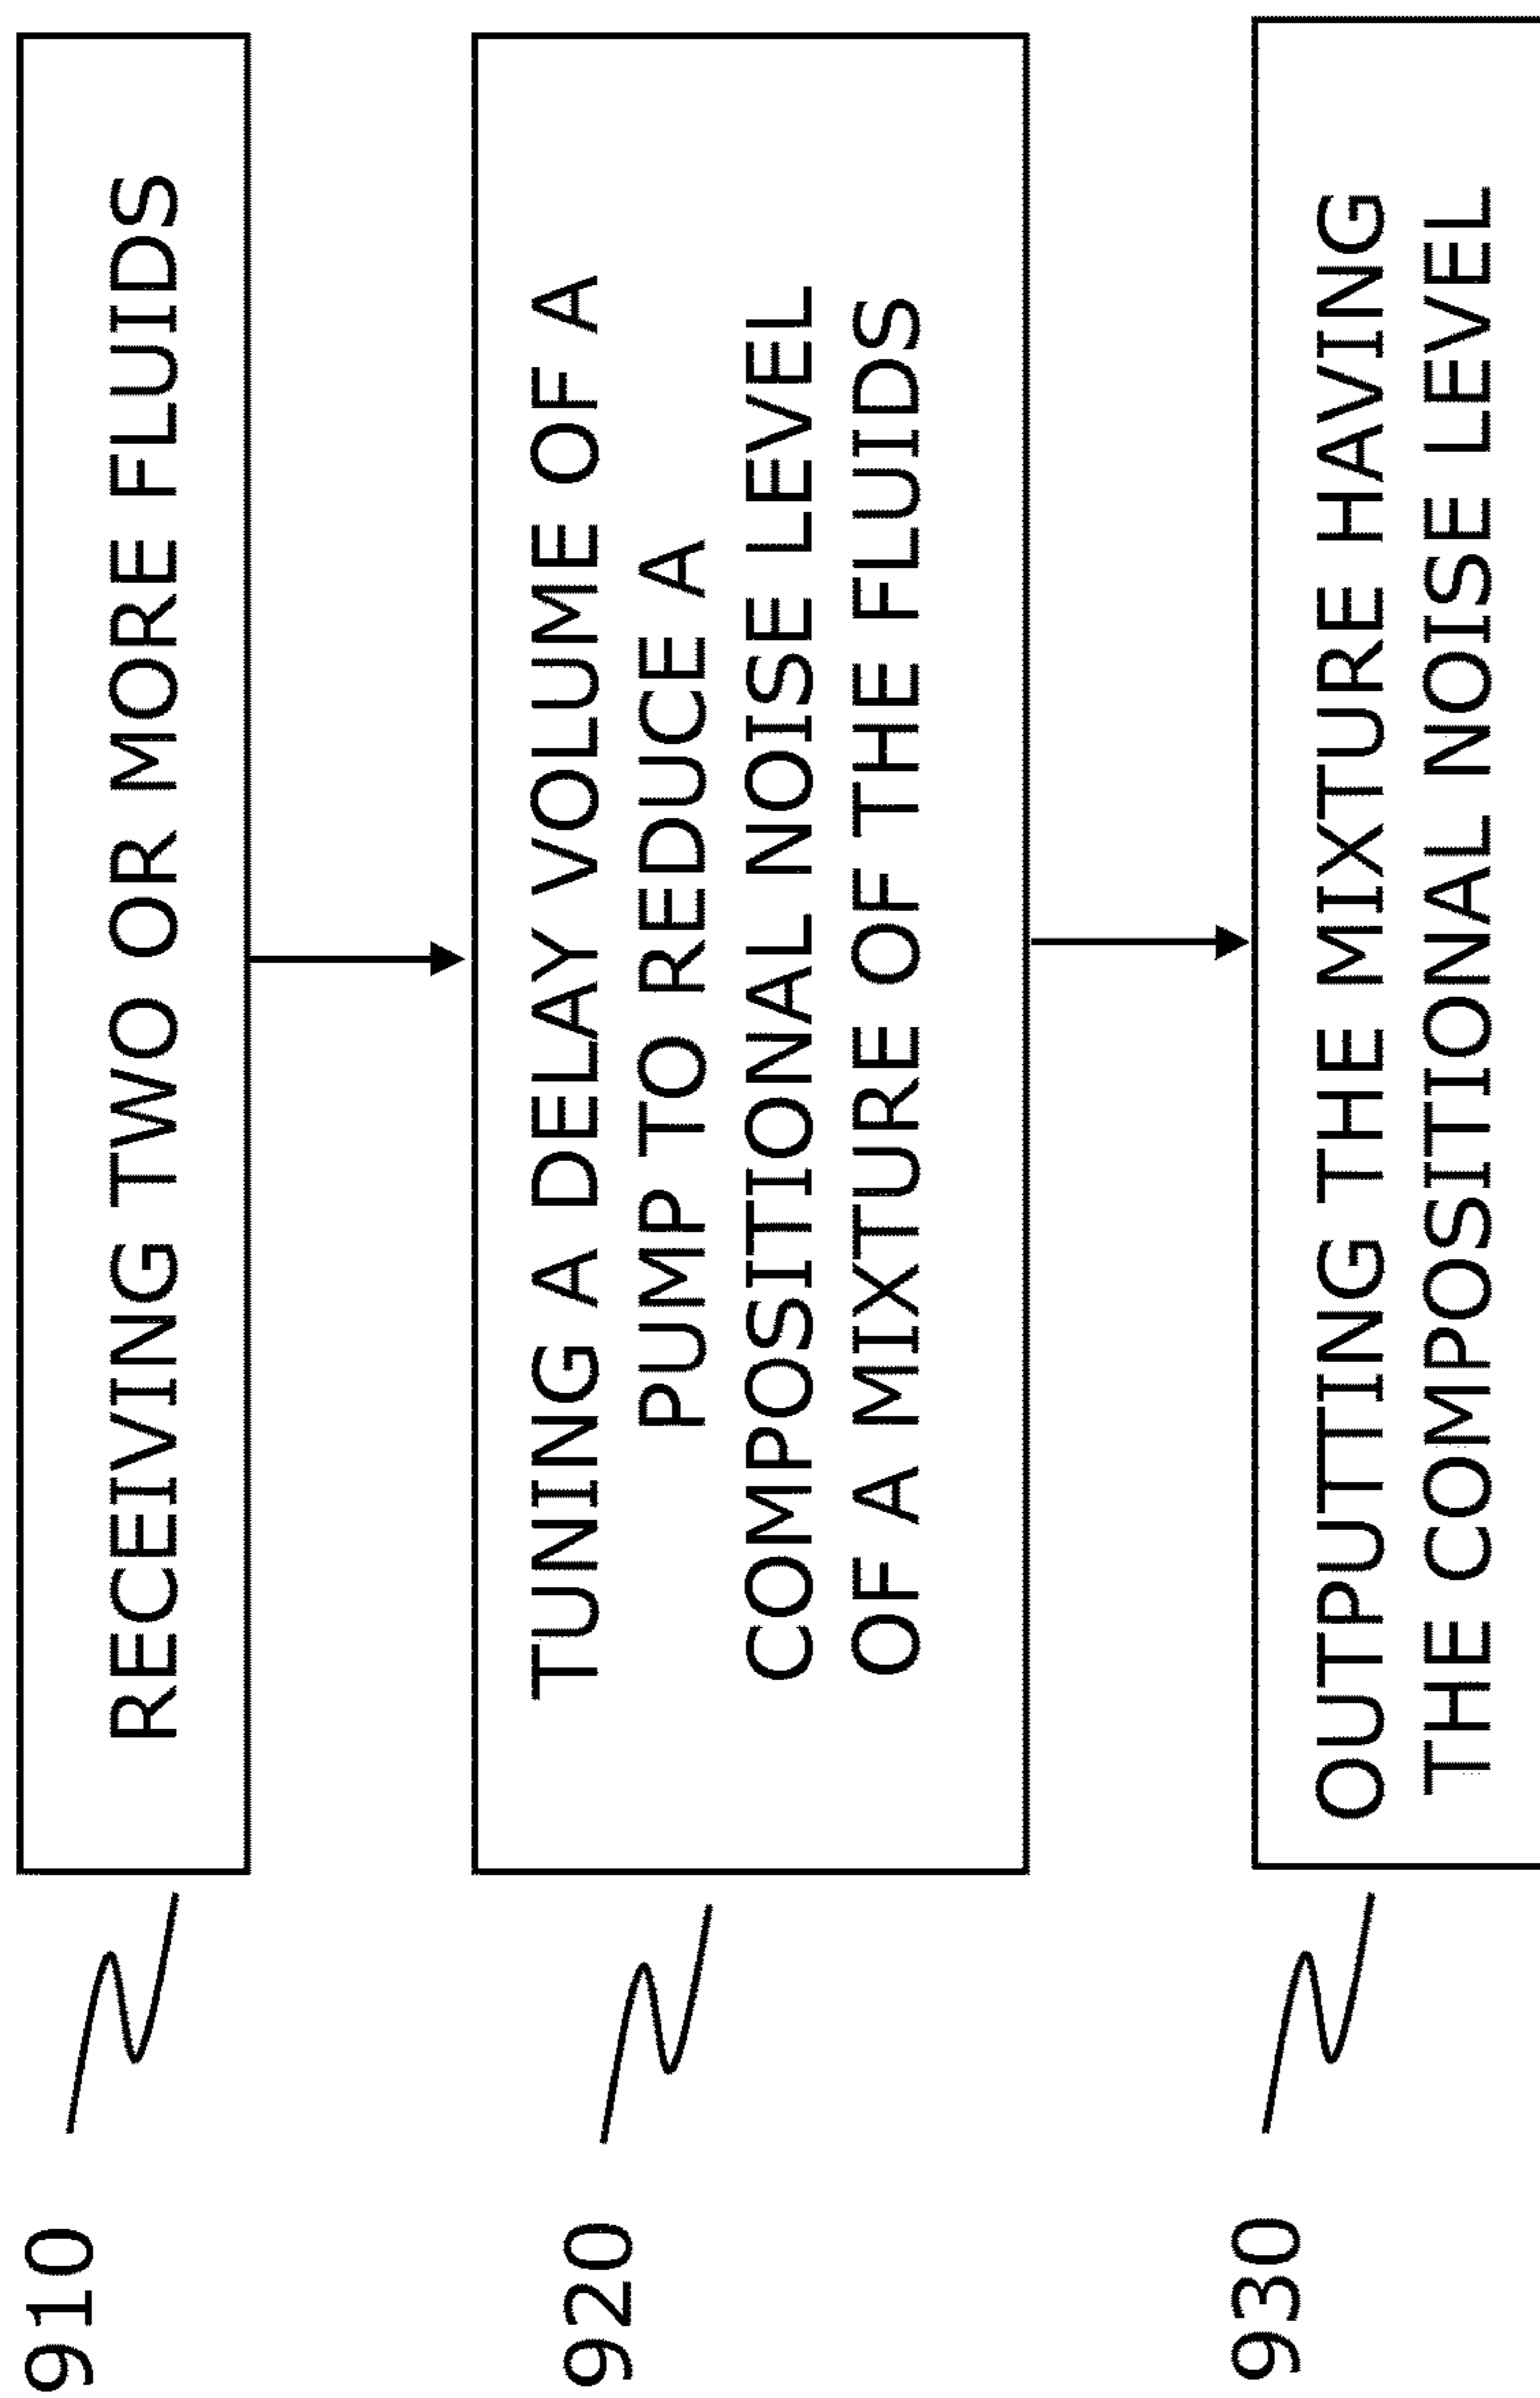 910
RECEIVING TWO OR MORE FLUIDS
920
TUNING A DELAY VOLUME OF A
PUMP TO REDUCE A
COMPOSITIONAL NOISE LEVEL
OF A MIXTURE OF THE FLUIDS
930
OUTPUTTING THE MIXTURE HAVING
THE COMPOSITIONAL NOISE LEVEL